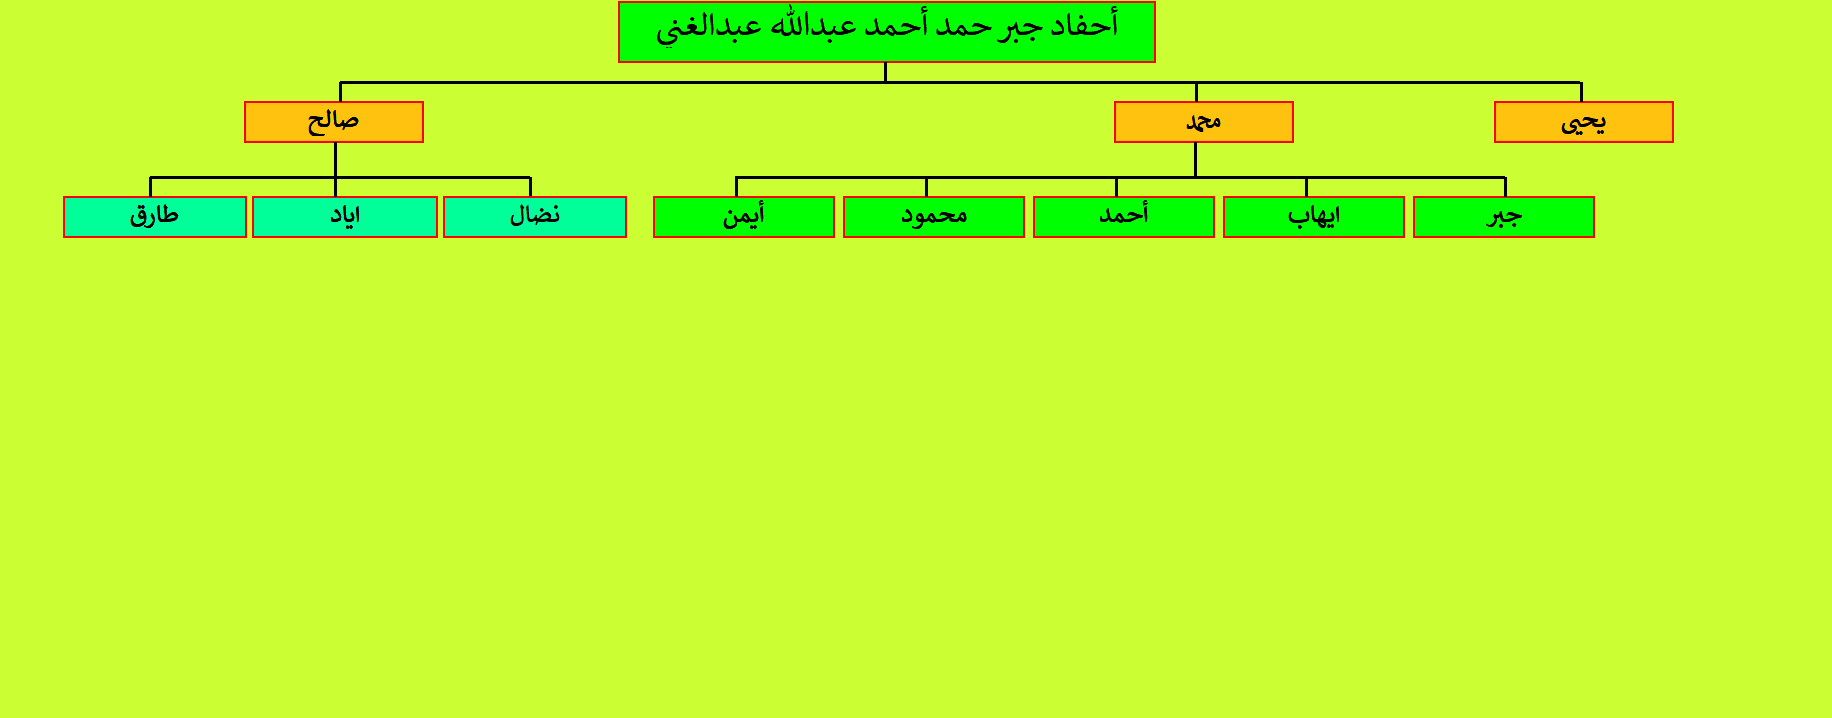 أحفاد جبر حمد أحمد عبدالله عبدالغني
يحيى
محمد
صالح
جبر
ايهاب
أحمد
محمود
أيمن
نضال
اياد
طارق